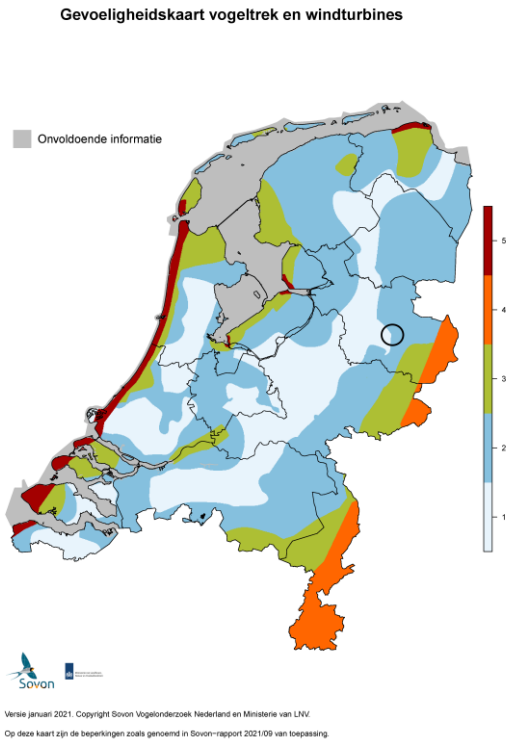 Gevoeligheidskaart vogeltrek en windturbines
Onvoldoende informatie
5
4
3
2
1
Sovon
Versie januari 2021. Copyright Sovon Vogelonderzoek Nederland en Ministerie van LNV.
Op deze kaart zijn de beperkingen zoals genoemd in Sovon-rapport 2021/09 van toepassing.